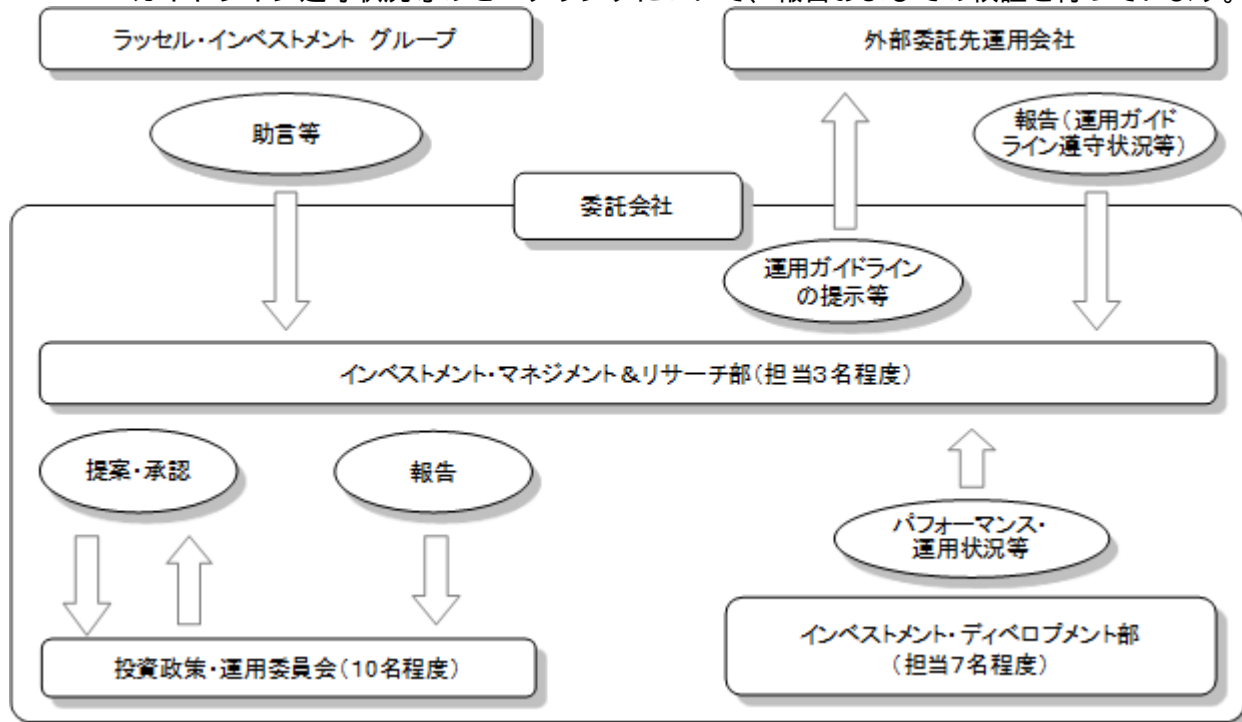 ラッセル・インベストメント グループ
外部委託先運用会社
助言等
報告(運用ガイド
ライン遵守状況等)
委託会社
運用ガイドライン
の提示等
インベストメント・マネジメント&リサーチ部(担当3名程度)
提案・承認
報告
パフォーマンス・
運用状況等
投資政策・運用委員会(10名程度)
インベストメント・ディベロプメント部
(担当7名程度)